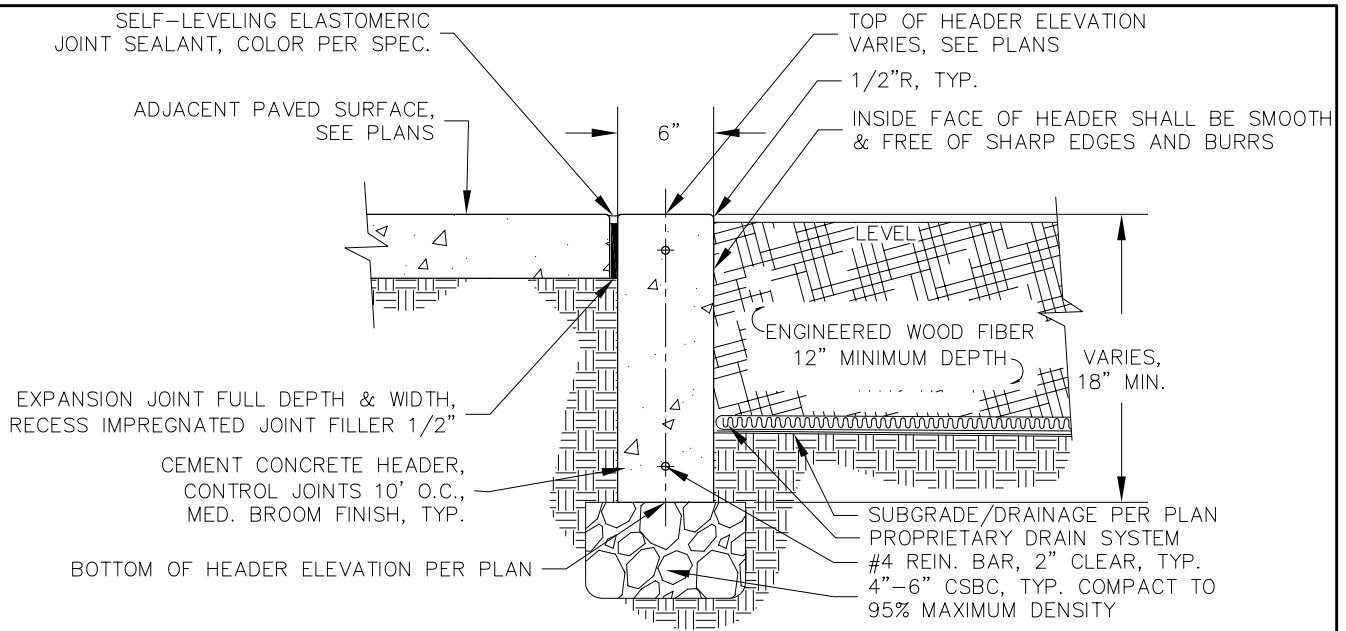 SELF-LEVELING ELASTOMERIC
JOINT SEALANT, COLOR PER SPEC.
TOP OF HEADER ELEVATION
VARIES, SEE PLANS
1/2"R, TYP.
ADJACENT PAVED SURFACE,
SEE PLANS
6"
INSIDE FACE OF HEADER SHALL BE SMOOTH
& FREE OF SHARP EDGES AND BURRS
LEVEL
ENGINEERED WOOD FIBER
12" MINIMUM DEPTH
VARIES,
18" MIN.
EXPANSION JOINT FULL DEPTH & WIDTH,
RECESS IMPREGNATED JOINT FILLER 1/2"
CEMENT CONCRETE HEADER,
CONTROL JOINTS 10' O.C.,
MED. BROOM FINISH, TYP.
BOTTOM OF HEADER ELEVATION PER PLAN
SUBGRADE/DRAINAGE PER PLAN
PROPRIETARY DRAIN SYSTEM
#4 REIN. BAR, 2" CLEAR, TYP.
4"-6" CSBC, TYP. COMPACT TO
95% MAXIMUM DENSITY